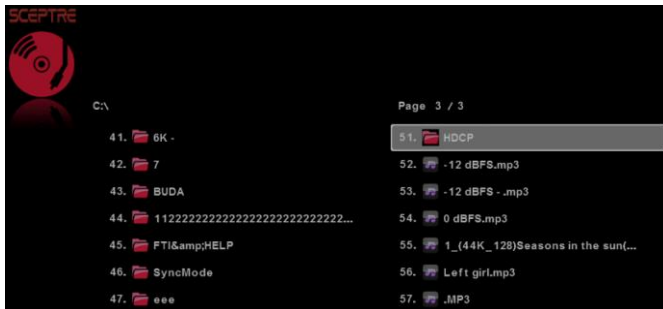 SCEPTRE
C:\
41. 6K -
42. 7
43. BUDA
44. 1122222222222222222222222222...
45. FTI&amp;HELP
46. SyncMode
47. eee
Page 3 / 3
51. HDCP
52. -12 dBFS.mp3
53. -12 dBFS - .mp3
54. 0 dBFS.mp3
55. 1_(44K_128)Seasons in the sun(...
56. Left girl.mp3
57. .MP3